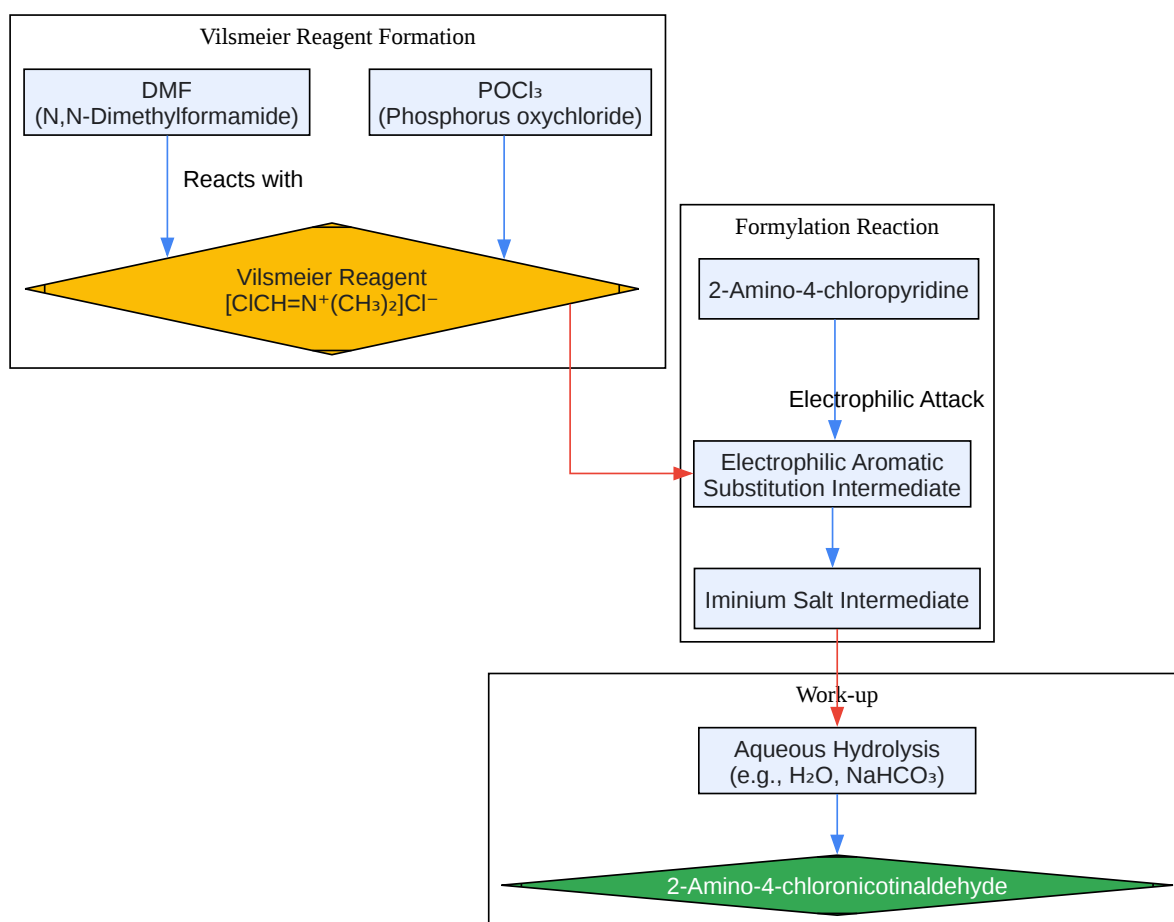 Vilsmeier Reagent Formation
DMF
(N,N-Dimethylformamide)
POCl₃
(Phosphorus oxychloride)
Reacts with
Vilsmeier Reagent
[ClCH=N⁺(CH₃)₂]Cl⁻
Formylation Reaction
2-Amino-4-chloropyridine
Electrophilic Attack
Electrophilic Aromatic
Substitution Intermediate
Iminium Salt Intermediate
Work-up
Aqueous Hydrolysis
(e.g., H₂O, NaHCO₃)
2-Amino-4-chloronicotinaldehyde